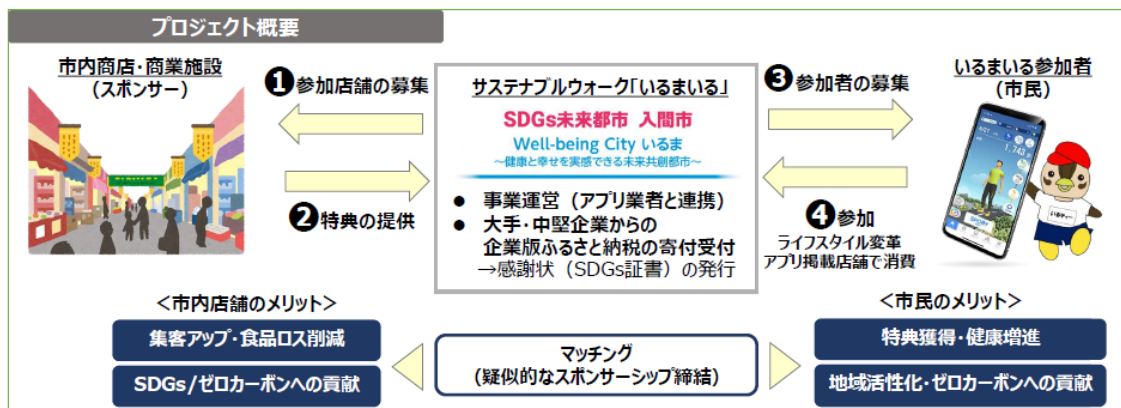 プロジェクト概要
市内商店・商業施設
(スポンサー)
❶参加店舗の募集
❷特典の提供
サステナブルウォーク「いるまいる」
SDGs未来都市 入間市
Well-being City いるま
～健康と幸せを実感できる未来共創都市～
● 事業運営（アプリ業者と連携）
● 大手・中堅企業からの
企業版ふるさと納税の寄付受付
→感謝状（SDGs証書）の発行
❸参加者の募集
❹参加
ライフスタイル変革
アプリ掲載店舗で消費
いるまいる参加者
(市民)
1,743
＜市内店舗のメリット＞
集客アップ・食品ロス削減
SDGs/ゼロカーボンへの貢献
マッチング
(疑似的なスポンサーシップ締結)
＜市民のメリット＞
特典獲得・健康増進
地域活性化・ゼロカーボンへの貢献